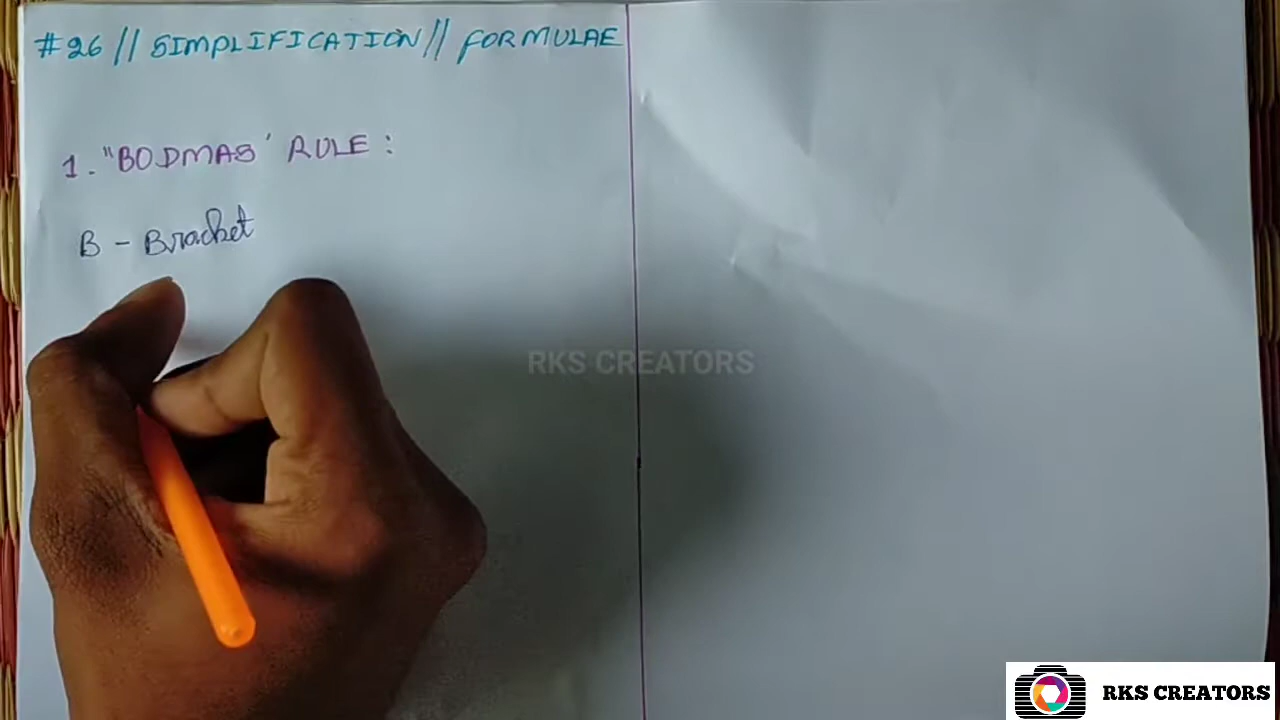 #26 // SIMPLIFICATION // FORMULAE
1. "BODMAS' RULE :
B - Bracket
RKS CREATORS
RKS CREATORS